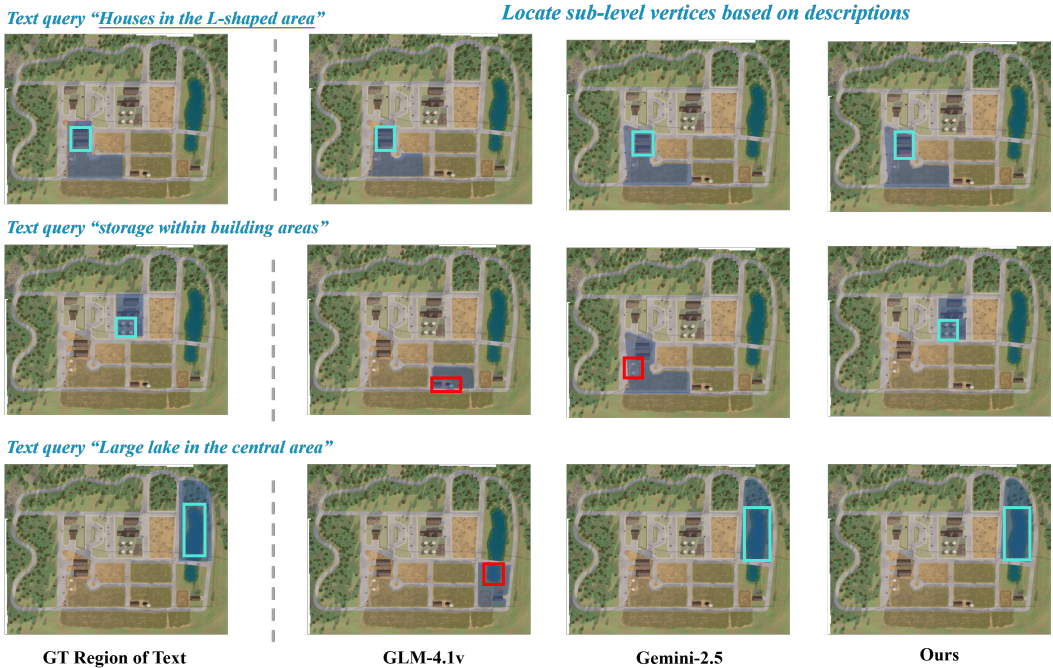 Text query “Houses in the L-shaped area”
Locate sub-level vertices based on descriptions
Text query “storage within building areas”
Text query “Large lake in the central area”
GT Region of Text
GLM-4.1v
Gemini-2.5
Ours